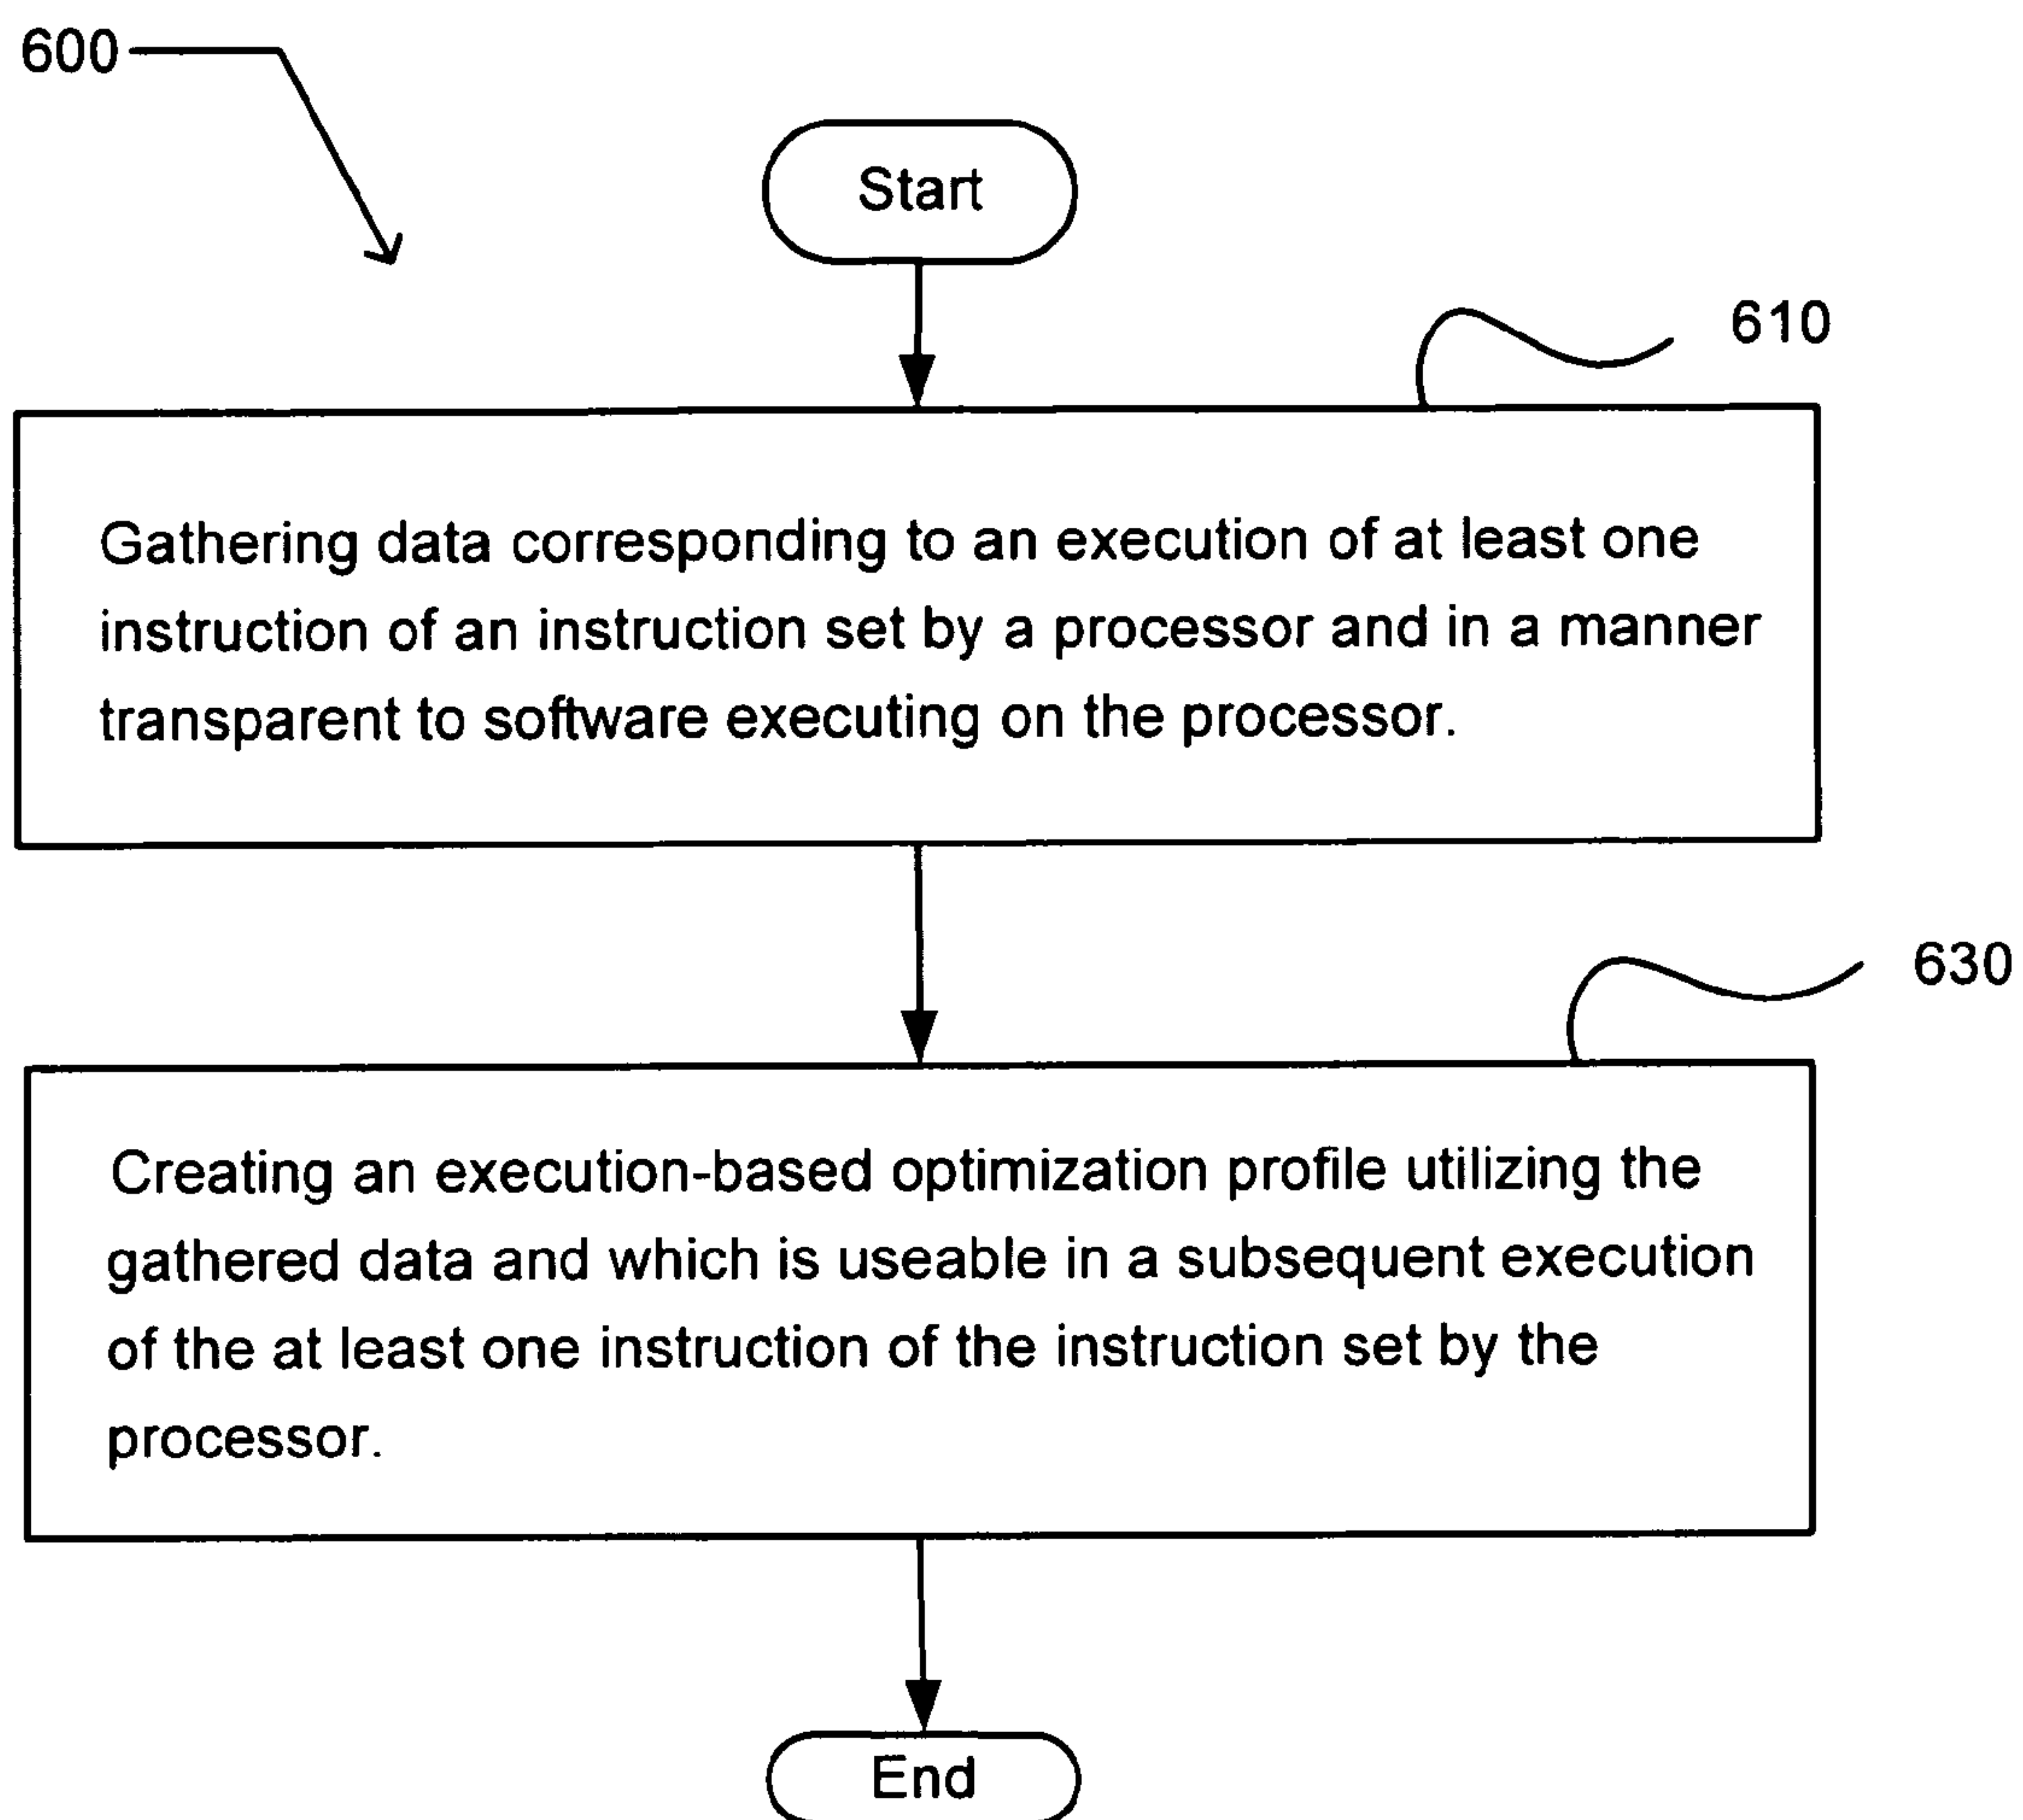 600
Start
610
Gathering data corresponding to an execution of at least one
instruction of an instruction set by a processor and in a manner
transparent to software executing on the processor.
630
Creating an execution-based optimization profile utilizing the
gathered data and which is useable in a subsequent execution
of the at least one instruction of the instruction set by the
processor.
End